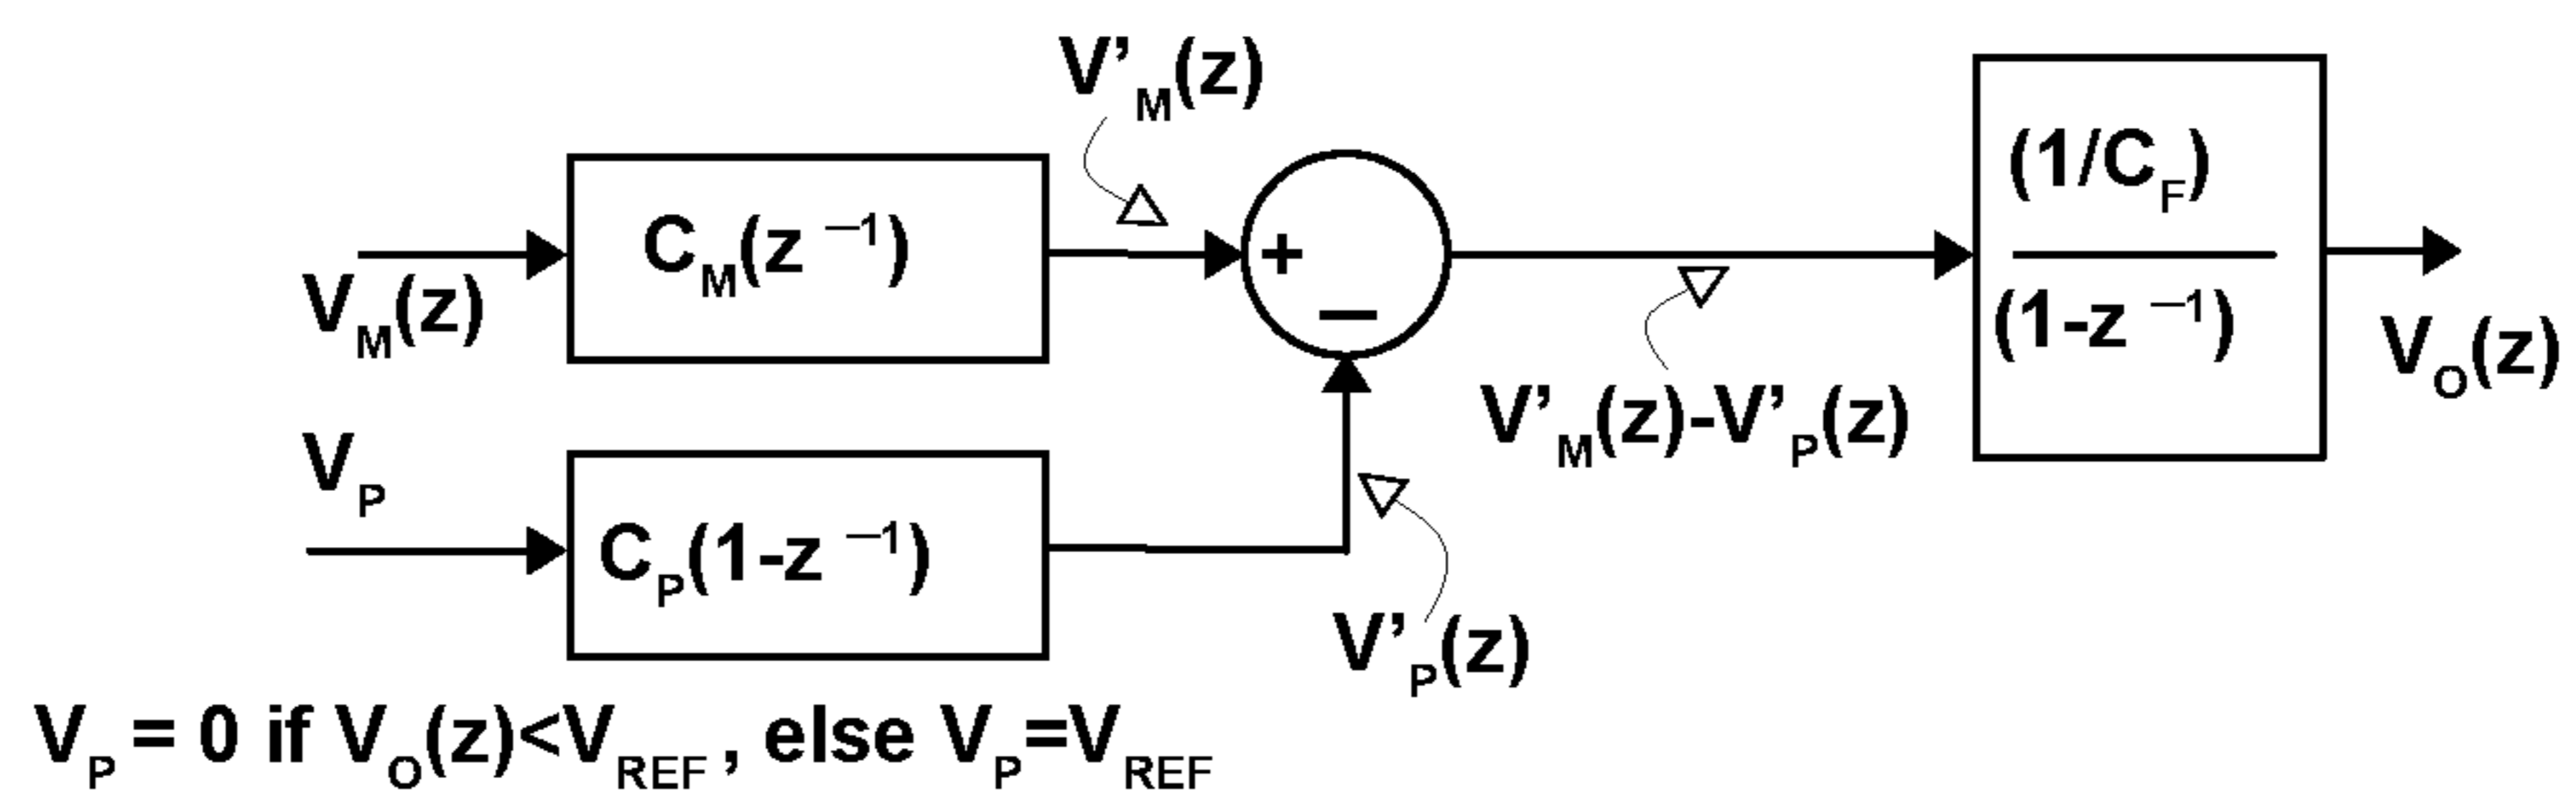 V’M(z)
CM(z –1)
+
–
(1/CF)
(1-z –1)
VM(z)
VO(z)
V’M(z)-V’P(z)
VP
CP(1-z –1)
V’P(z)
VP = 0 if VO(z)<VREF , else VP=VREF